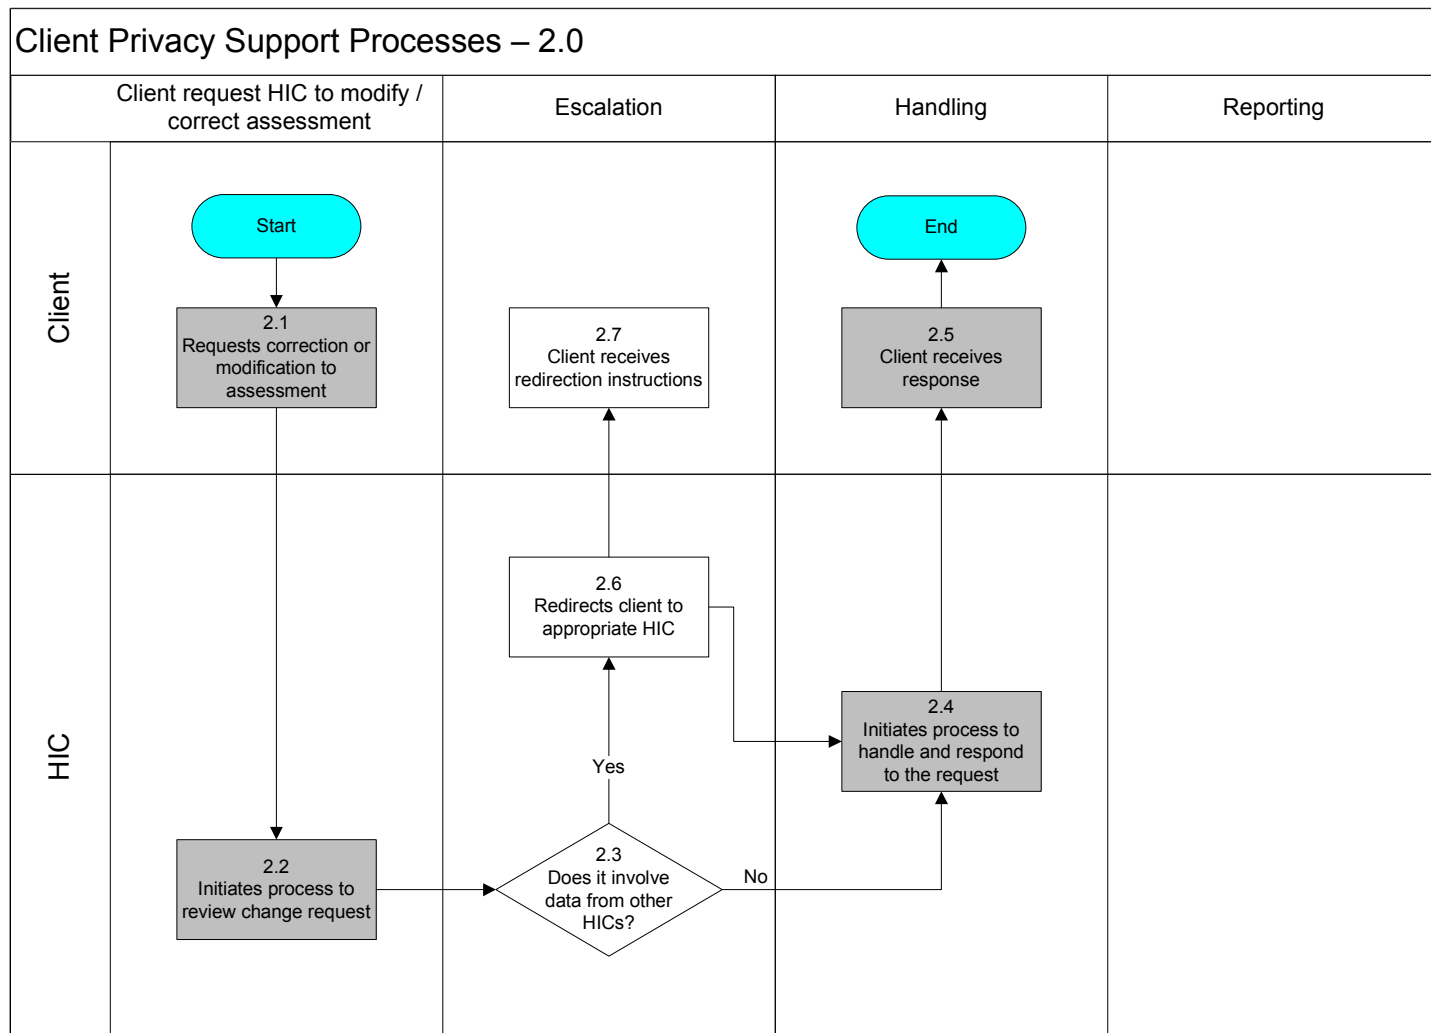 Client Privacy Support Processes – 2.0
Client request HIC to modify /
correct assessment
Escalation
Handling
Reporting
Client
Start
End
2.1
Requests correction or
modification to
assessment
2.7
Client receives
redirection instructions
2.5
Client receives
response
HIC
2.6
Redirects client to
appropriate HIC
2.4
Initiates process to
handle and respond
to the request
Yes
2.2
Initiates process to
review change request
2.3
Does it involve
data from other
HICs?
No